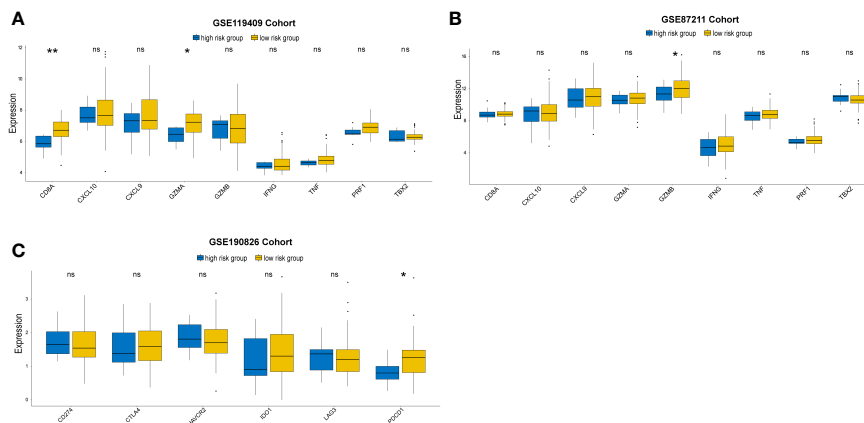 A
GSE119409 Cohort
high risk group low risk group
** ns ns * ns ns ns ns ns
Expression
12
10
8
6
4
CD8A CXCL10 CXCL9 GZMA GZMB IFNG TNF PRF1 TBX2
B
GSE87211 Cohort
high risk group low risk group
ns ns ns ns * ns ns ns ns
Expression
16
12
8
4
0
CD8A CXCL10 CXCL9 GZMA GZMB IFNG TNF PRF1 TBX2
C
GSE190826 Cohort
high risk group low risk group
ns ns ns ns ns *
Expression
3
2
1
0
CD274 CTLA4 HAVCR2 IDO1 LAG3 PDCD1